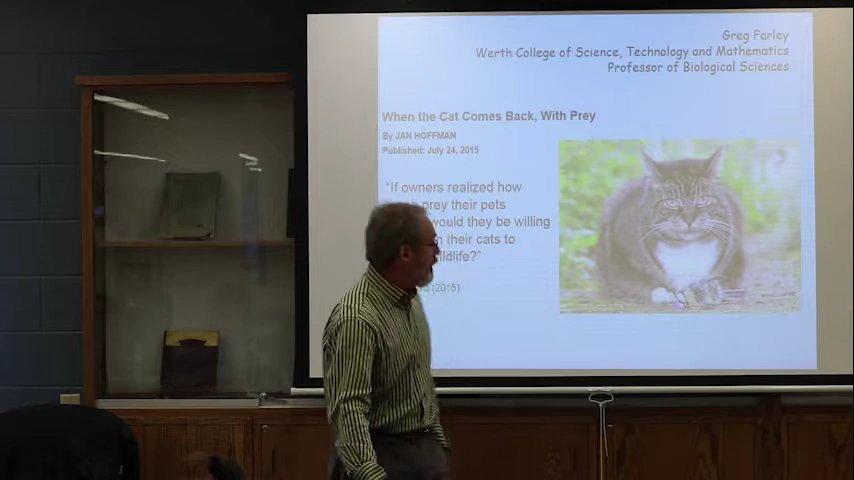 Greg Farley
Werth College of Science, Technology and Mathematics
Professor of Biological Sciences
When the Cat Comes Back, With Prey
By JAN HOFFMAN
Published: July 24, 2015
"If owners realized how
prey their pets
would they be willing
their cats to
wildlife?"
(2015)